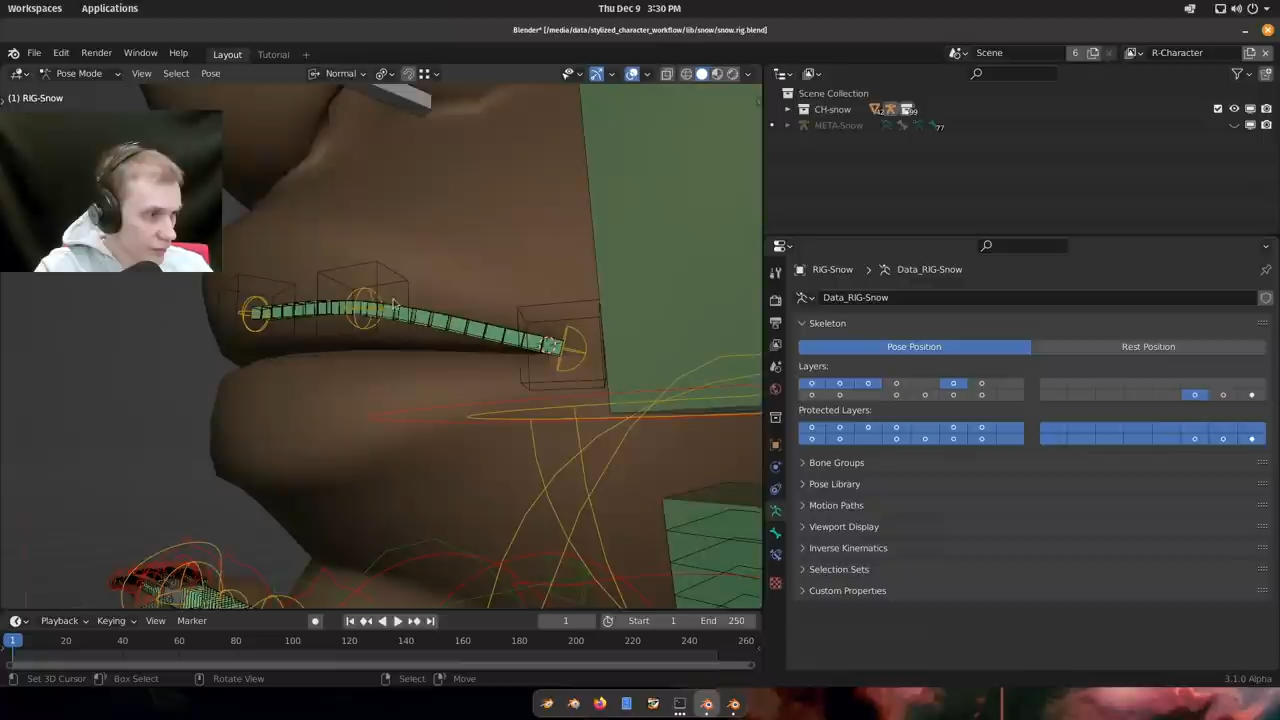 Workspaces Applications Thu Dec 9 3:30 PM
Blender* [/media/data/stylized_character_workflow/lib/snow/snow.rig.blend]
File Edit Render Window Help Layout Tutorial Scene 6 R-Character
Pose Mode View Select Pose Normal
(1) RIG-Snow
Scene Collection
CH-snow
META-Snow 77
RIG-Snow > Data_RIG-Snow
Data_RIG-Snow
Skeleton
Pose Position Rest Position
Layers:
Protected Layers:
Bone Groups
Pose Library
Motion Paths
Viewport Display
Inverse Kinematics
Selection Sets
Custom Properties
Playback Keying View Marker 1 Start 1 End 250
1 20 40 60 80 100 120 140 160 180 200 220 240 260
Set 3D Cursor Box Select Rotate View Select Move 3.1.0 Alpha